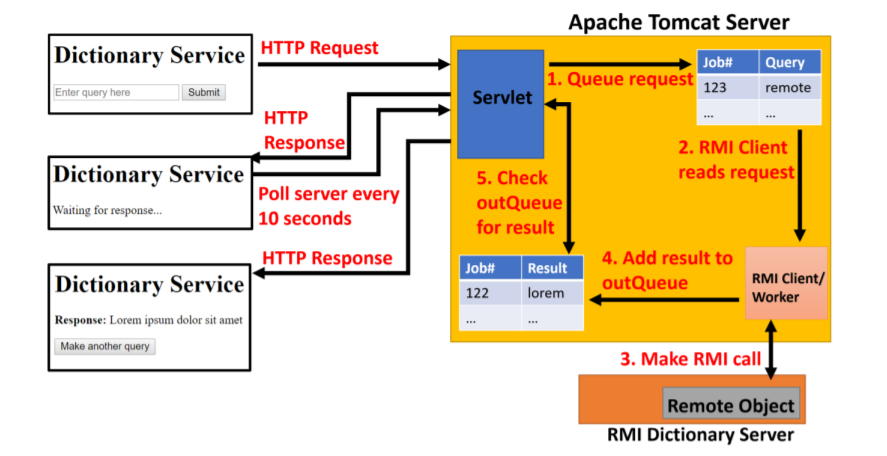 Apache Tomcat Server
Dictionary Service
Enter query here
Submit
HTTP Request
Servlet
1. Queue request
Job# Query
123 remote
... ...
HTTP
Response
2. RMI Client
reads request
Dictionary Service
Waiting for response...
Poll server every
10 seconds
5. Check
outQueue
for result
HTTP Response
Dictionary Service
Response: Lorem ipsum dolor sit amet
Make another query
Job# Result
122 lorem
... ...
4. Add result to
outQueue
RMI Client/
Worker
3. Make RMI call
Remote Object
RMI Dictionary Server